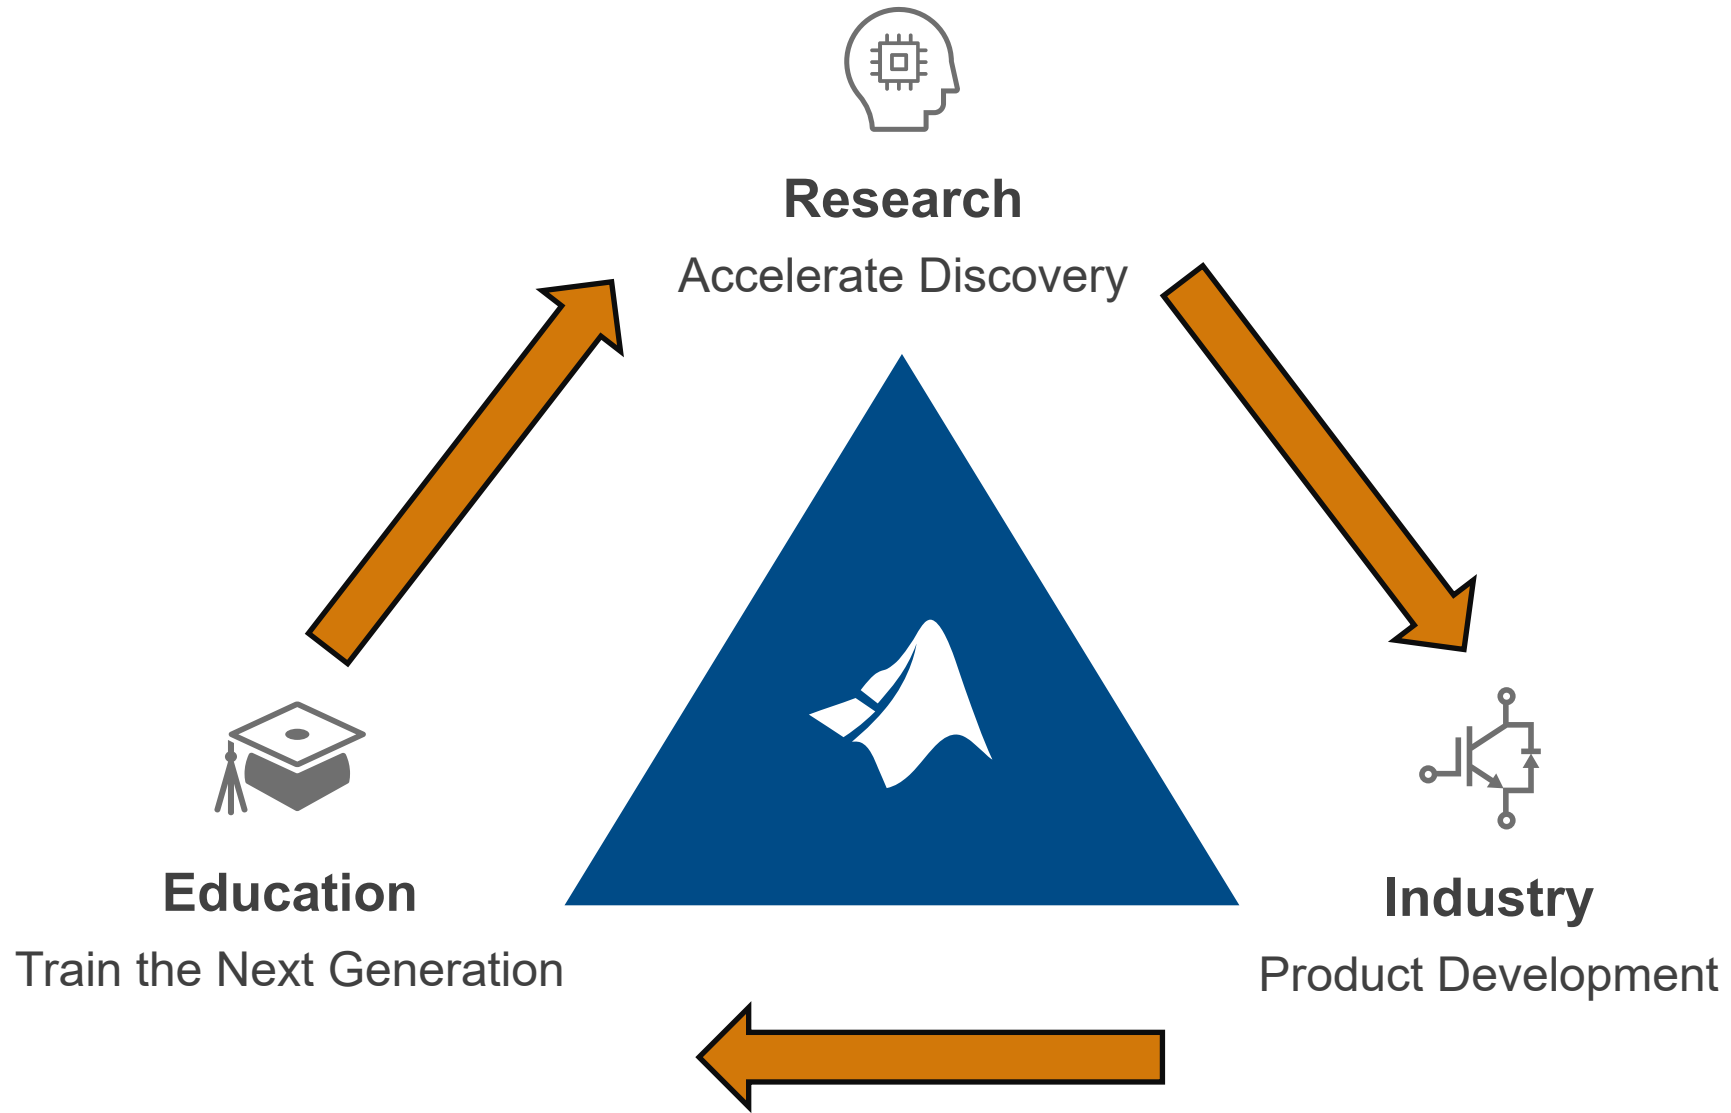 Research
Accelerate Discovery
Education
Train the Next Generation
Industry
Product Development